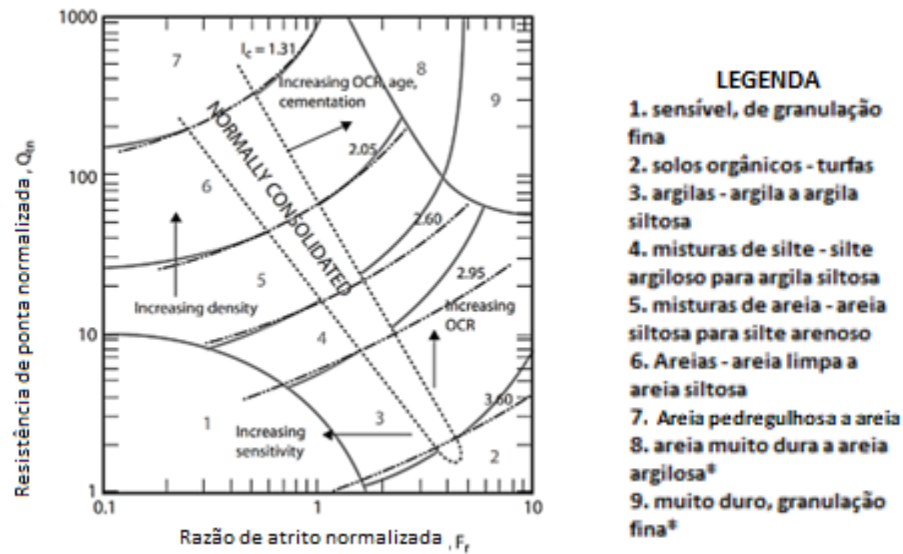 1000
7
I_c = 1.31
8
Increasing OCR, age,
cementation
9
NORMALLY CONSOLIDATED
2.05
100
6
2.60
5
2.95
Increasing density
Increasing
OCR
4
10
3.60
1
3
Increasing
sensitivity
2
1
0.1
1
10
Resistência de ponta normalizada, Q_tn
Razão de atrito normalizada , F_r
LEGENDA
1. sensível, de granulação
fina
2. solos orgânicos - turfas
3. argilas - argila a argila
siltosa
4. misturas de silte - silte
argiloso para argila siltosa
5. misturas de areia - areia
siltosa para silte arenoso
6. Areias - areia limpa a
areia siltosa
7. Areia pedregulhosa a areia
8. areia muito dura a areia
argilosa*
9. muito duro, granulação
fina*